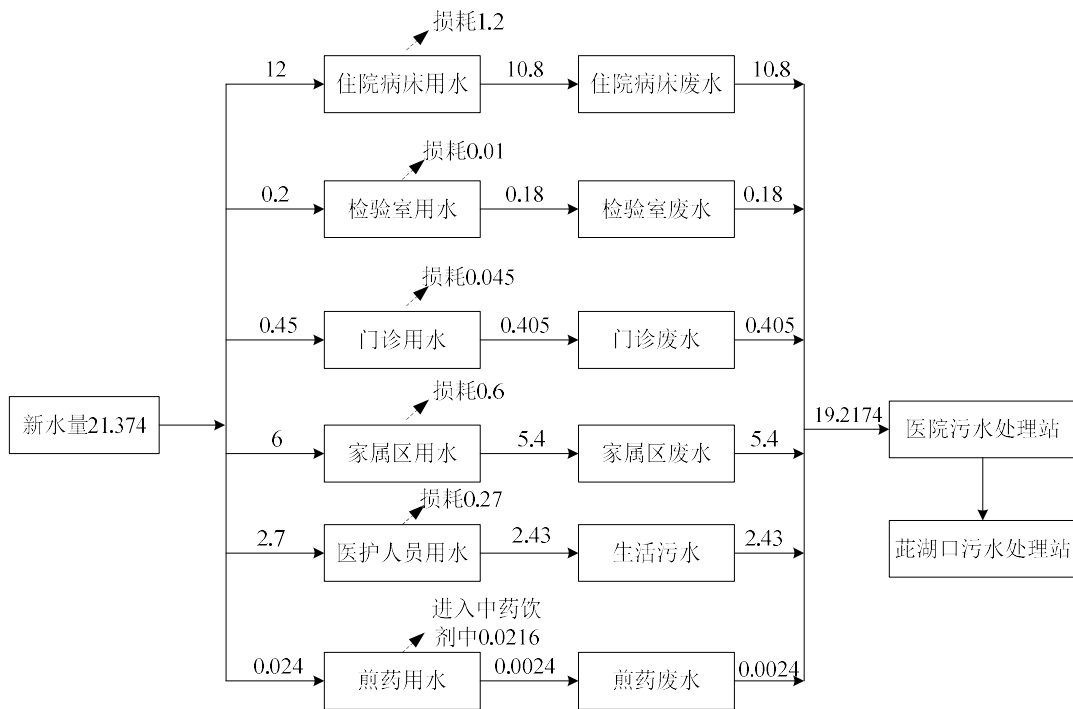 损耗1.2
12
住院病床用水
10.8
住院病床废水
10.8
损耗0.01
0.2
检验室用水
0.18
检验室废水
0.18
损耗0.045
0.45
门诊用水
0.405
门诊废水
0.405
新水量21.374
损耗0.6
6
家属区用水
5.4
家属区废水
5.4
19.2174
医院污水处理站
茈湖口污水处理站
损耗0.27
2.7
医护人员用水
2.43
生活污水
2.43
进入中药饮
剂中0.0216
0.024
煎药用水
0.0024
煎药废水
0.0024